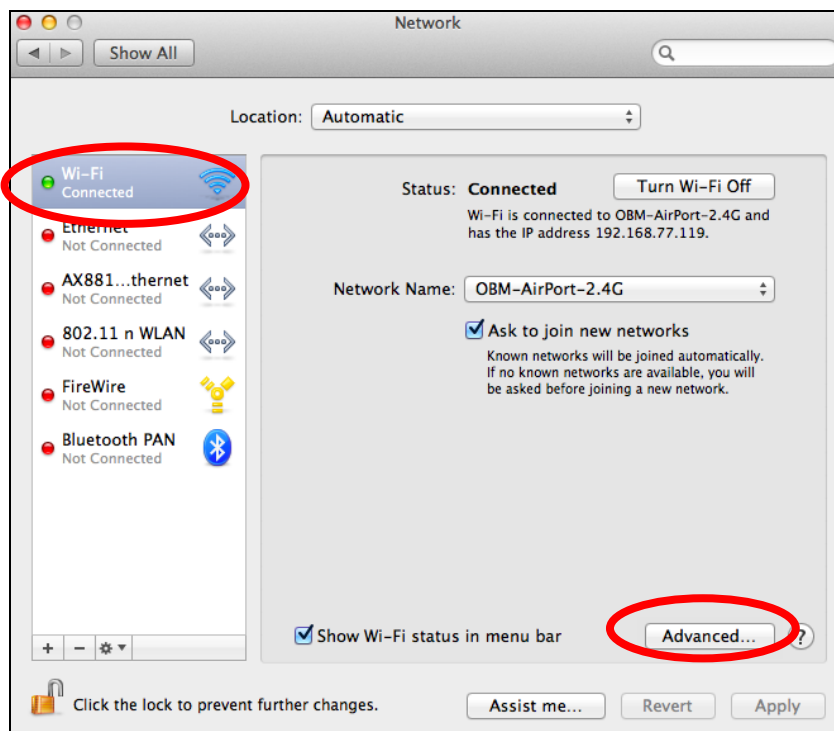 Network
Show All
Location: Automatic
Wi-Fi
Connected
Ethernet
Not Connected
AX881...thernet
Not Connected
802.11 n WLAN
Not Connected
FireWire
Not Connected
Bluetooth PAN
Not Connected
Status: Connected
Turn Wi-Fi Off
Wi-Fi is connected to OBM-AirPort-2.4G and
has the IP address 192.168.77.119.
Network Name: OBM-AirPort-2.4G
Ask to join new networks
Known networks will be joined automatically.
If no known networks are available, you will
be asked before joining a new network.
Show Wi-Fi status in menu bar
Advanced...
?
Click the lock to prevent further changes.
Assist me...
Revert
Apply